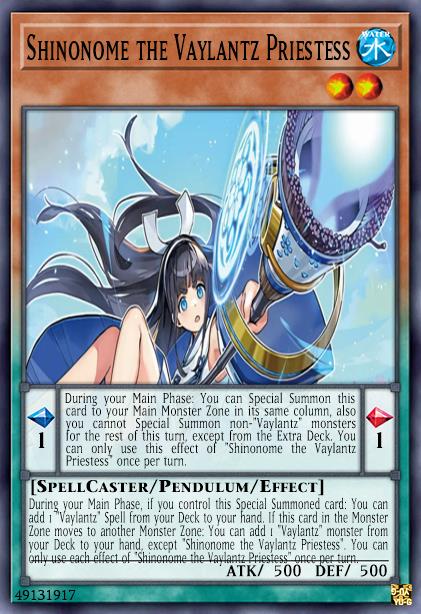 Shinonome the Vaylantz Priestess
WATER
水
During your Main Phase: You can Special Summon this
card to your Main Monster Zone in its same column, also
you cannot Special Summon non-"Vaylantz" monsters
for the rest of this turn, except from the Extra Deck. You
can only use this effect of "Shinonome the Vaylantz
Priestess" once per turn.
1
1
[SpellCaster/Pendulum/Effect]
During your Main Phase, if you control this Special Summoned card: You can
add 1 "Vaylantz" Spell from your Deck to your hand. If this card in the Monster
Zone moves to another Monster Zone: You can add 1 "Vaylantz" monster from
your Deck to your hand, except "Shinonome the Vaylantz Priestess". You can
only use each effect of "Shinonome the Vaylantz Priestess" once per turn.
ATK/ 500 DEF/ 500
49131917